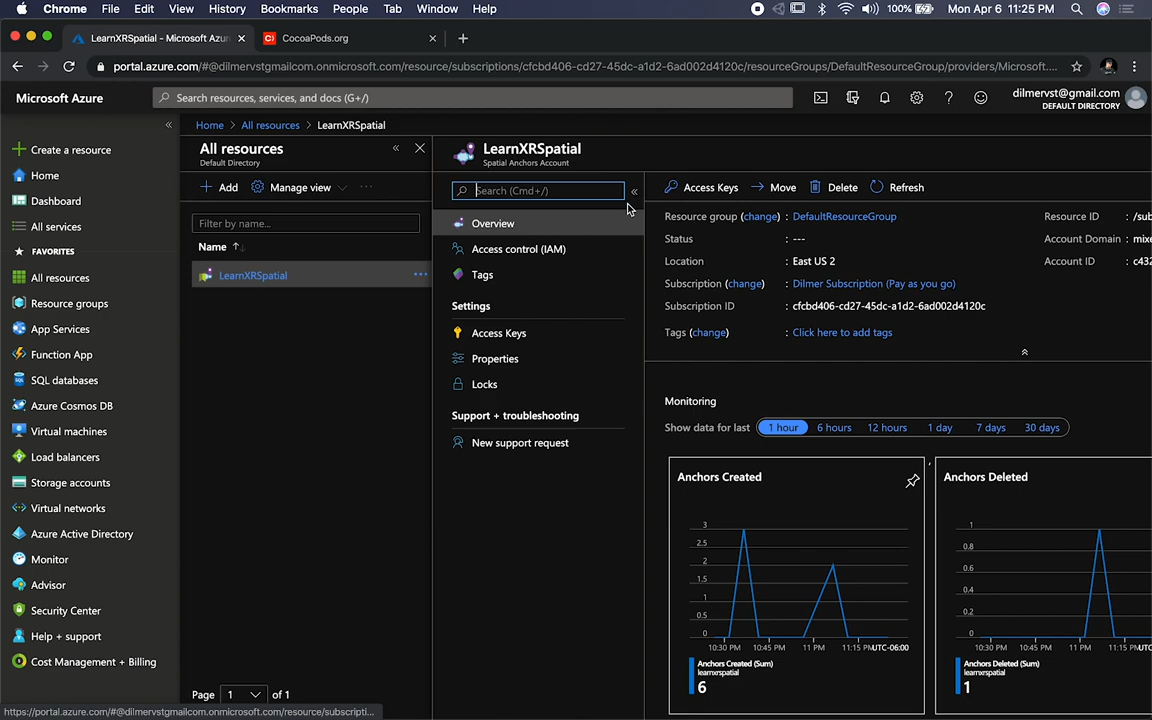 Chrome File Edit View History Bookmarks People Tab Window Help 100% Mon Apr 6 11:25 PM
LearnXRSpatial - Microsoft Azur CocoaPods.org
portal.azure.com/#@dilmervstgmailcom.onmicrosoft.com/resource/subscriptions/cfcbd406-cd27-45dc-a1d2-6ad002d4120c/resourceGroups/DefaultResourceGroup/providers/Microsoft....
Microsoft Azure
Search resources, services, and docs (G+/)
dilmervst@gmail.com
DEFAULT DIRECTORY
Create a resource
Home
Dashboard
All services
FAVORITES
All resources
Resource groups
App Services
Function App
SQL databases
Azure Cosmos DB
Virtual machines
Load balancers
Storage accounts
Virtual networks
Azure Active Directory
Monitor
Advisor
Security Center
Help + support
Cost Management + Billing
Home > All resources > LearnXRSpatial
All resources
Default Directory
Add Manage view
Filter by name...
Name
LearnXRSpatial
Page 1 of 1
LearnXRSpatial
Spatial Anchors Account
Search (Cmd+/)
Overview
Access control (IAM)
Tags
Settings
Access Keys
Properties
Locks
Support + troubleshooting
New support request
Access Keys Move Delete Refresh
Resource group (change) : DefaultResourceGroup
Status : ---
Location : East US 2
Subscription (change) : Dilmer Subscription (Pay as you go)
Subscription ID : cfcbd406-cd27-45dc-a1d2-6ad002d4120c
Tags (change) : Click here to add tags
Resource ID : /sub
Account Domain : mixe
Account ID : c432
Monitoring
Show data for last 1 hour 6 hours 12 hours 1 day 7 days 30 days
Anchors Created
3
2.5
2
1.5
1
0.5
0
10:30 PM 10:45 PM 11 PM 11:15 PM UTC-06:00
Anchors Created (Sum)
learnxrspatial
6
Anchors Deleted
1
0.8
0.6
0.4
0.2
0
10:30 PM 10:45 PM 11 PM 11:15 PM UTC
Anchors Deleted (Sum)
learnxrspatial
1
https://portal.azure.com/#@dilmervstgmailcom.onmicrosoft.com/resource/subscripti...